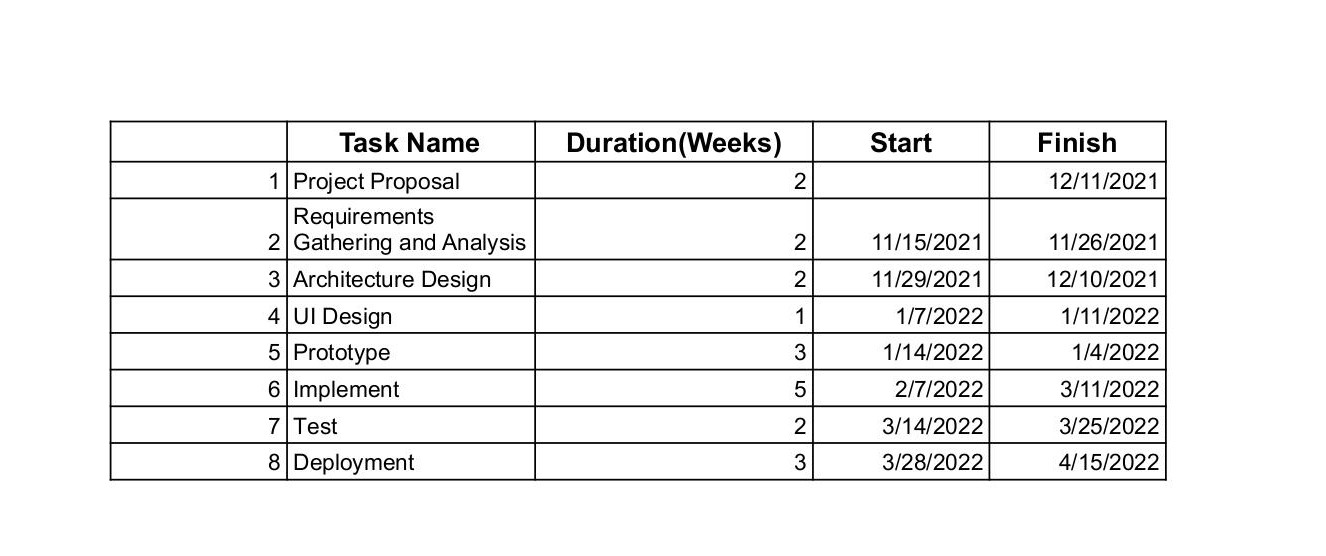 Task Name Duration(Weeks) Start Finish
1 Project Proposal 2 12/11/2021
Requirements
2 Gathering and Analysis 2 11/15/2021 11/26/2021
3 Architecture Design 2 11/29/2021 12/10/2021
4 UI Design 1 1/7/2022 1/11/2022
5 Prototype 3 1/14/2022 1/4/2022
6 Implement 5 2/7/2022 3/11/2022
7 Test 2 3/14/2022 3/25/2022
8 Deployment 3 3/28/2022 4/15/2022